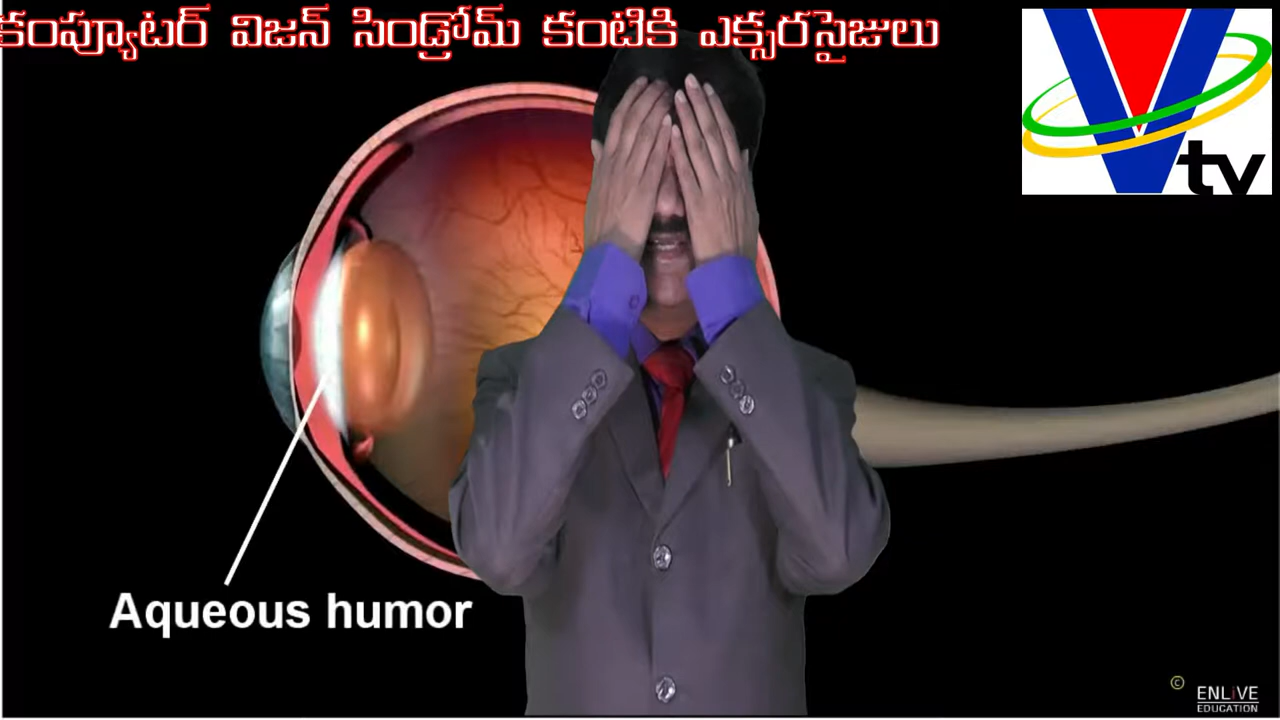 కంప్యూటర్ విజన్ సిండ్రోమ్ కంటికి ఎక్సరసైజులు
V
tv
Aqueous humor
© ENLIVE
EDUCATION